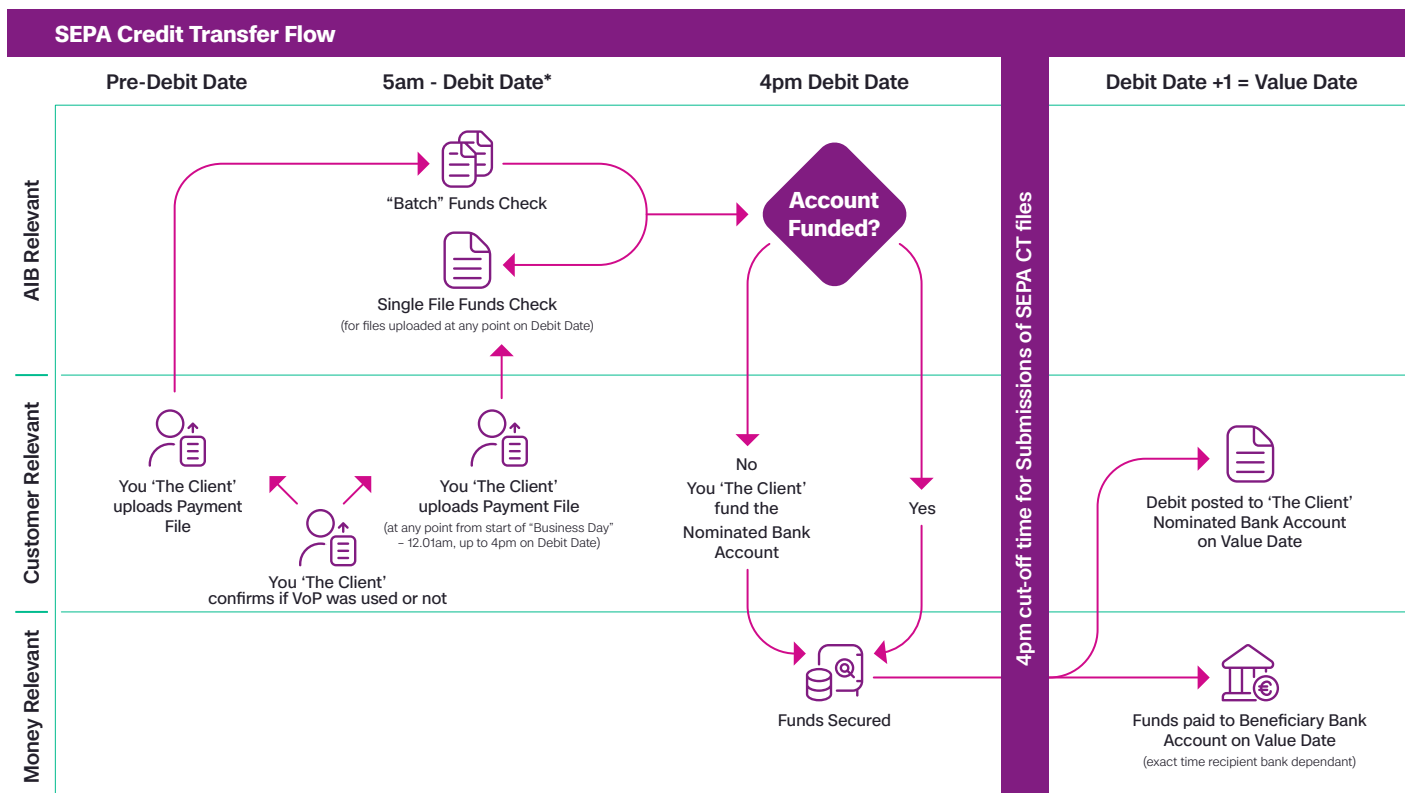 SEPA Credit Transfer Flow
Pre-Debit Date
5am - Debit Date*
4pm Debit Date
Debit Date +1 = Value Date
AIB Relevant
“Batch” Funds Check
Single File Funds Check
(for files uploaded at any point on Debit Date)
Account
Funded?
4pm cut-off time for Submissions of SEPA CT files
Customer Relevant
You ‘The Client’
uploads Payment
File
You ‘The Client’
confirms if VoP was used or not
You ‘The Client’
uploads Payment File
(at any point from start of “Business Day”
– 12.01am, up to 4pm on Debit Date)
No
You ‘The Client’
fund the
Nominated Bank
Account
Yes
Debit posted to ‘The Client’
Nominated Bank Account
on Value Date
Money Relevant
Funds Secured
€
Funds paid to Beneficiary Bank
Account on Value Date
(exact time recipient bank dependant)